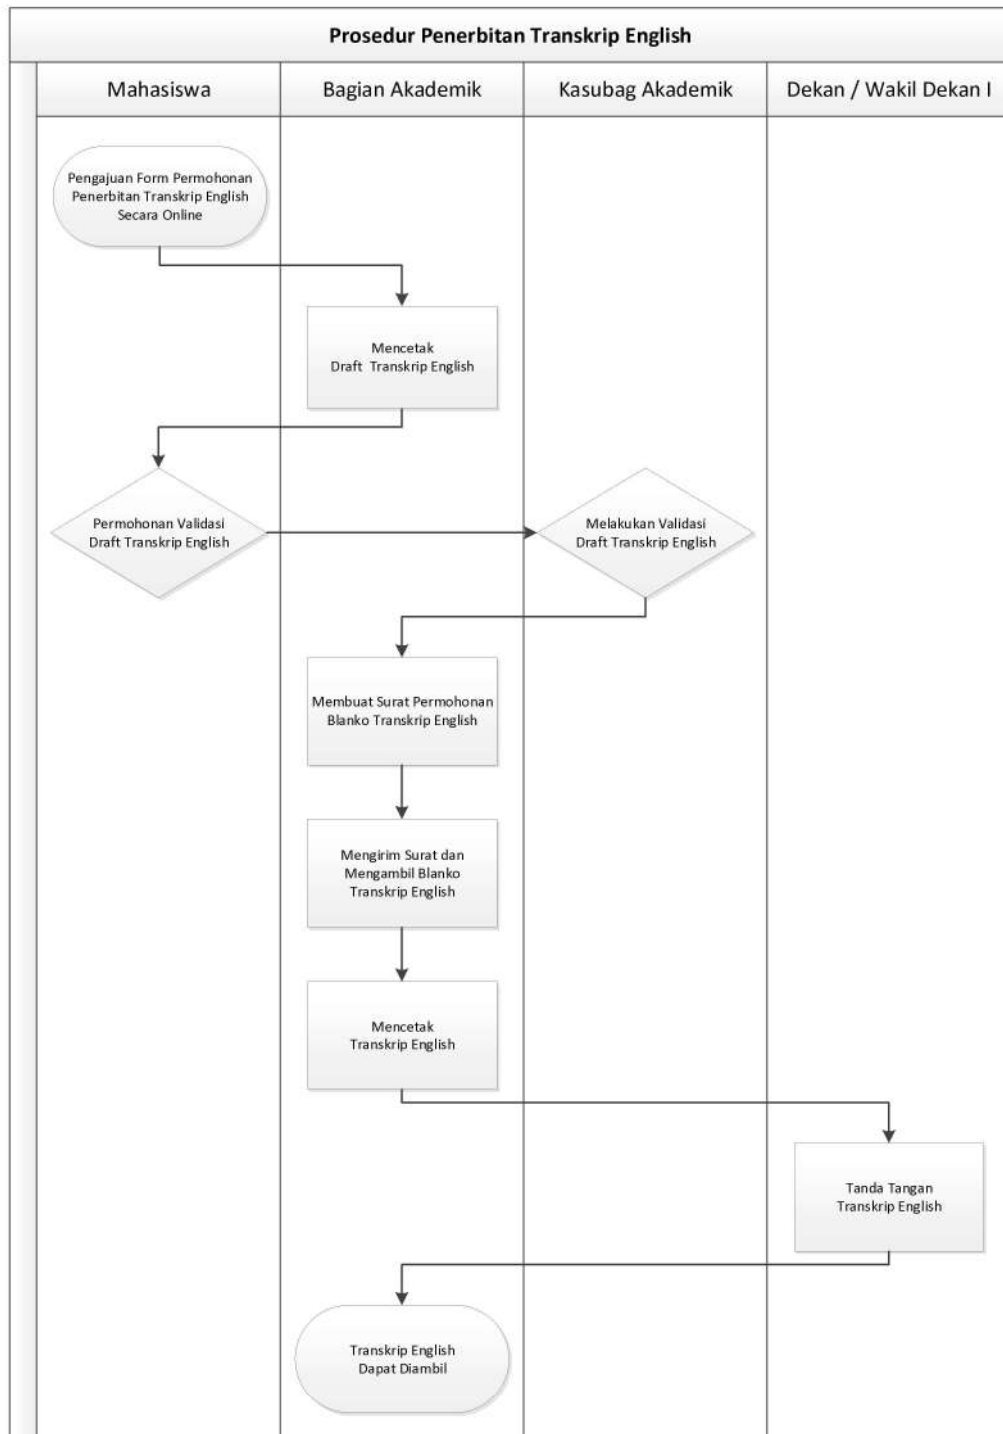 Prosedur Penerbitan Transkrip English
Mahasiswa
Bagian Akademik
Kasubag Akademik
Dekan / Wakil Dekan I
Pengajuan Form Permohonan
Penerbitan Transkrip English
Secara Online
Mencetak
Draft Transkrip English
Permohonan Validasi
Draft Transkrip English
Melakukan Validasi
Draft Transkrip English
Membuat Surat Permohonan
Blanko Transkrip English
Mengirim Surat dan
Mengambil Blanko
Transkrip English
Mencetak
Transkrip English
Tanda Tangan
Transkrip English
Transkrip English
Dapat Diambil